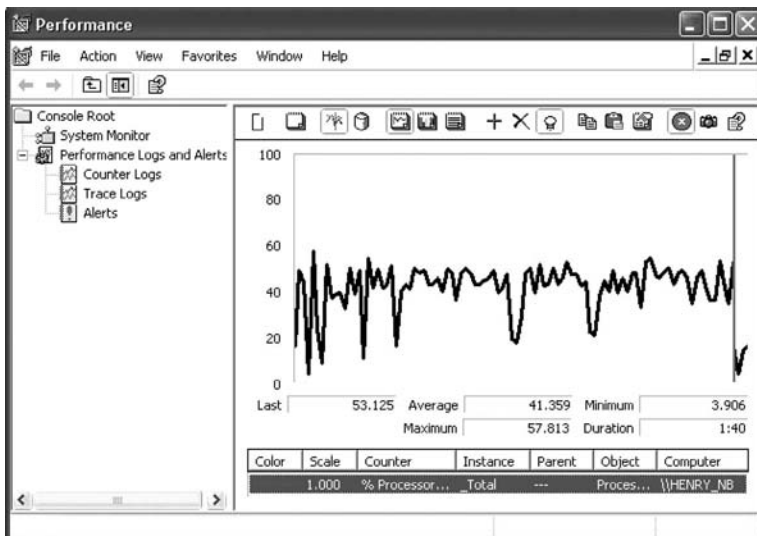 Performance
File Action View Favorites Window Help
Console Root
System Monitor
Performance Logs and Alerts
Counter Logs
Trace Logs
Alerts
100
80
60
40
20
0
Last 53.125 Average 41.359 Minimum 3.906
Maximum 57.813 Duration 1:40
Color Scale Counter Instance Parent Object Computer
1.000 % Processor... _Total --- Proces... \\HENRY_NB